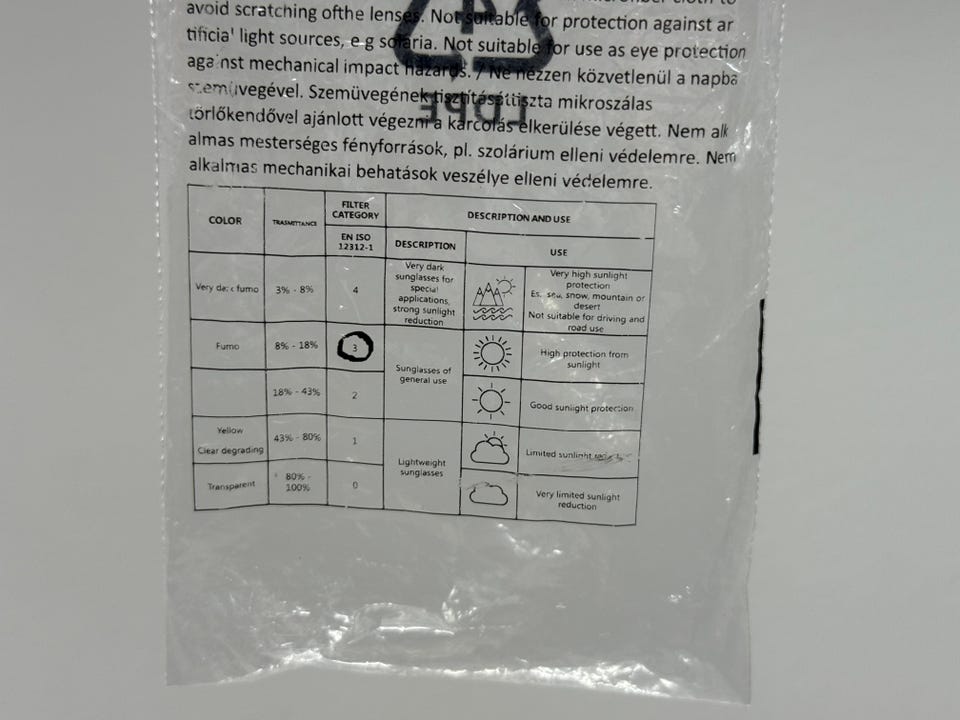 microfiber cloth to
avoid scratching ofthe lenses. Not suitable for protection against ar
tificia' light sources, e-g solaria. Not suitable for use as eye protection
against mechanical impact hazards. / Ne nézzen közvetlenül a napba
szemüvegével. Szemüvegének tisztítását tiszta mikroszálas
törlőkendővel ajánlott végezni a karcolás elkerülése végett. Nem alk
almas mesterséges fényforrások, pl. szolárium elleni védelemre. Nem
alkalmas mechanikai behatások veszélye elleni védelemre.
LDPE
COLOR
TRASMITTANCE
FILTER
CATEGORY
DESCRIPTION AND USE
EN ISO
12312-1
DESCRIPTION
USE
Very dark fumo
3% - 8%
4
Very dark
sunglasses for
special
applications,
strong sunlight
reduction
Very high sunlight
protection
Es. sea, snow, mountain or
desert
Not suitable for driving and
road use
Fumo
8% - 18%
3
Sunglasses of
general use
High protection from
sunlight
18% - 43%
2
Good sunlight protection
Yellow
Clear degrading
43% - 80%
1
Lightweight
sunglasses
Limited sunlight
Transparent
80% -
100%
0
Very limited sunlight
reduction